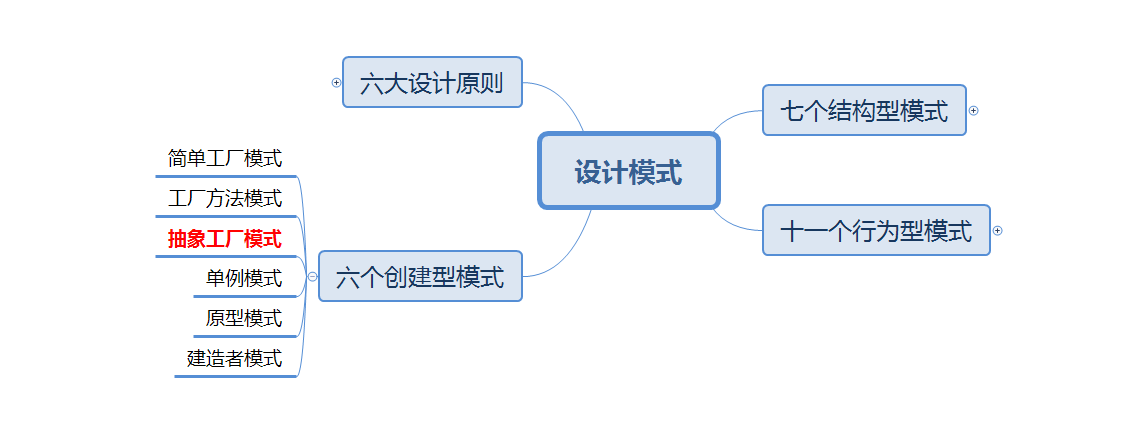 设计模式
六大设计原则
六个创建型模式
简单工厂模式
工厂方法模式
抽象工厂模式
单例模式
原型模式
建造者模式
七个结构型模式
十一个行为型模式